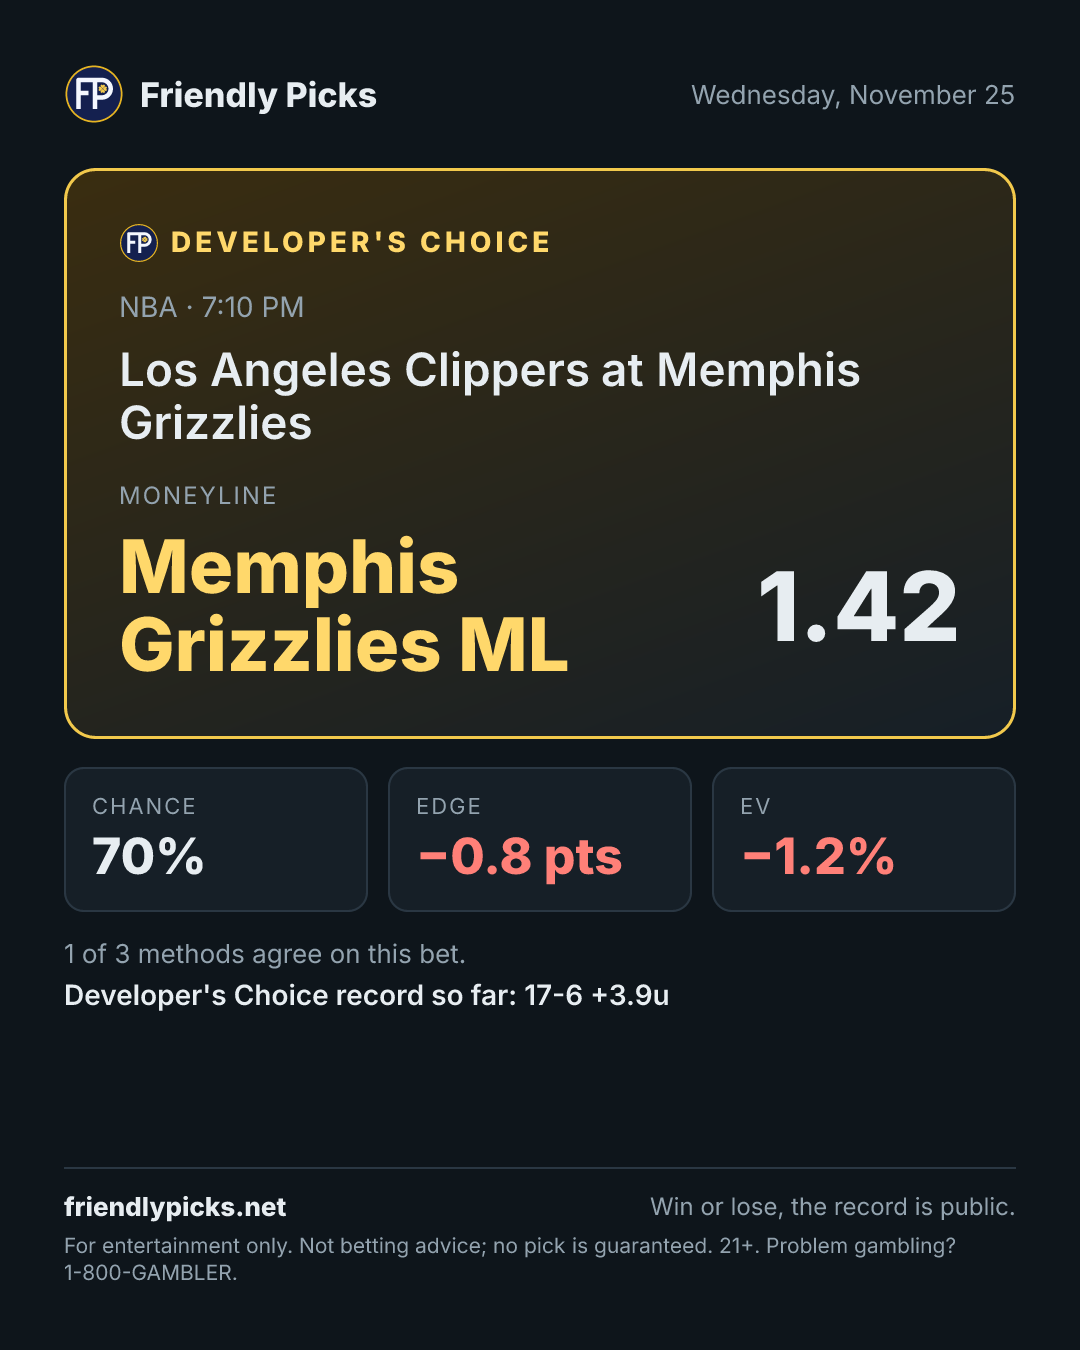 FP Friendly Picks
Wednesday, November 25
FP DEVELOPER'S CHOICE
NBA · 7:10 PM
Los Angeles Clippers at Memphis
Grizzlies
MONEYLINE
Memphis
Grizzlies ML
1.42
CHANCE
70%
EDGE
−0.8 pts
EV
−1.2%
1 of 3 methods agree on this bet.
Developer's Choice record so far: 17-6 +3.9u
friendlypicks.net
Win or lose, the record is public.
For entertainment only. Not betting advice; no pick is guaranteed. 21+. Problem gambling?
1-800-GAMBLER.